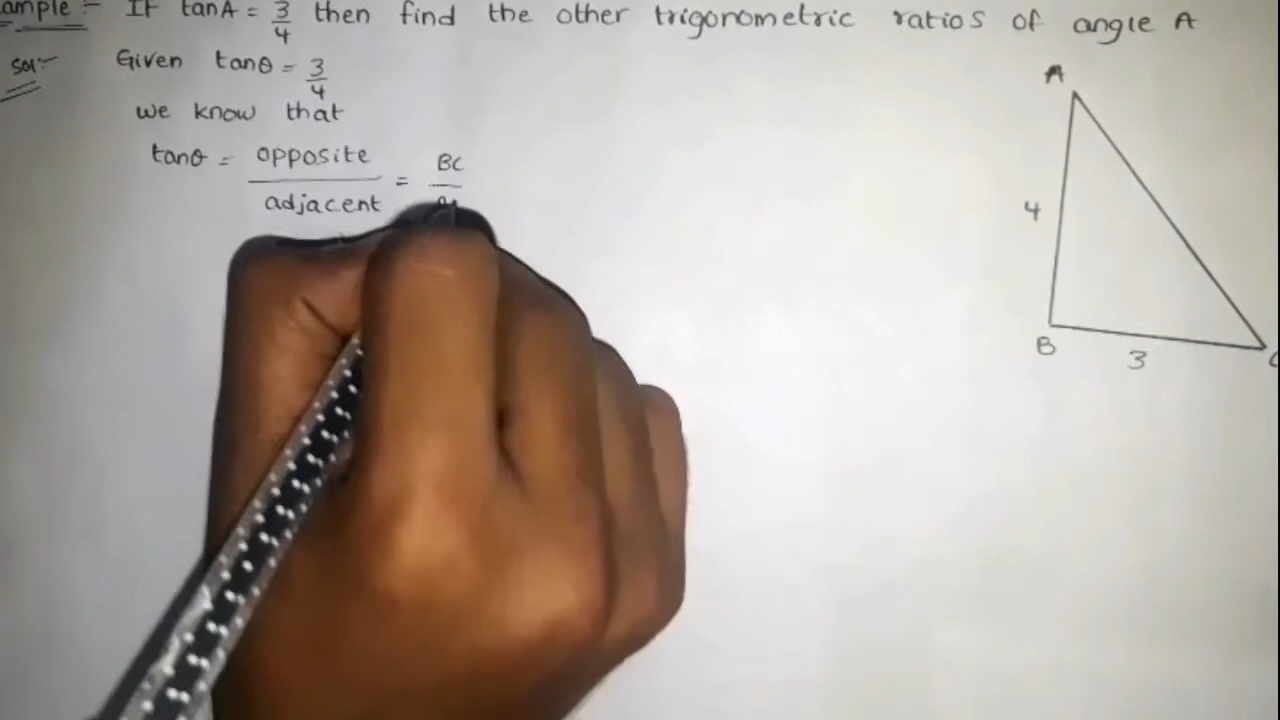 ample :- If tanA = 3/4 then find the other trigonometric ratios of angle A
Sol:- Given tanθ = 3/4
we know that
tanθ = opposite/adjacent = BC
A
4
B
3